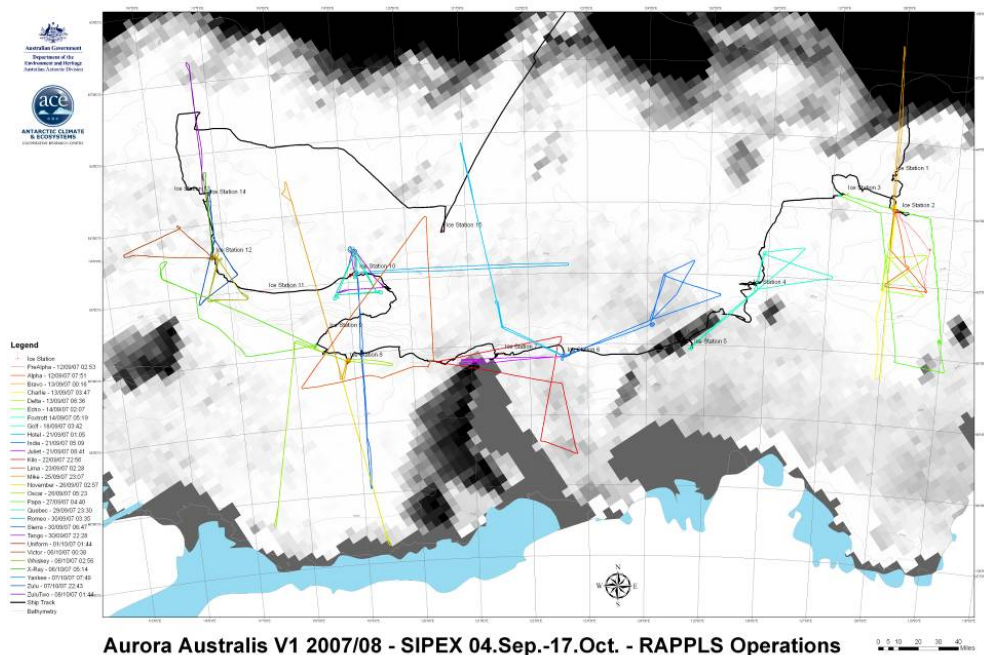 Australian Government
Department of the
Environment and Heritage
Australian Antarctic Division
ace
ANTARCTIC CLIMATE
& ECOSYSTEMS
COOPERATIVE RESEARCH CENTRE
Ice Station 1
Ice Station 3
Ice Station 14
Ice Station 2
Ice Station 15
Ice Station 12
Ice Station 10
Ice Station 11
Ice Station 4
Ice Station 5
Ice Station 6
Legend
Ice Station
PreAlpha - 12/09/07 02:53
Alpha - 12/09/07 07:51
Bravo - 13/09/07 00:16
Charlie - 13/09/07 03:47
Delta - 13/09/07 06:36
Echo - 14/09/07 02:07
Foxtrott 14/09/07 05:19
Golf - 18/09/07 03:42
Hotel - 21/09/07 01:05
India - 21/09/07 05:09
Juliet - 21/09/07 08:41
Kilo - 22/09/07 22:56
Lima - 23/09/07 02:28
Mike - 25/09/07 23:07
November - 26/09/07 02:57
Oscar - 26/09/07 05:23
Papa - 27/09/07 04:40
Quebec - 29/09/07 23:30
Romeo - 30/09/07 03:35
Sierra - 30/09/07 06:47
Tango - 30/09/07 22:28
Uniform - 01/10/07 01:44
Victor - 06/10/07 00:38
Whiskey - 06/10/07 02:56
X-Ray - 06/10/07 05:14
Yankee - 07/10/07 07:49
Zulu - 07/10/07 22:43
ZuluTwo - 08/10/07 01:44
Ship Track
Bathymetry
N
W E
S
Aurora Australis V1 2007/08 - SIPEX 04.Sep.-17.Oct. - RAPPLS Operations
0 5 10 20 30 40
Miles